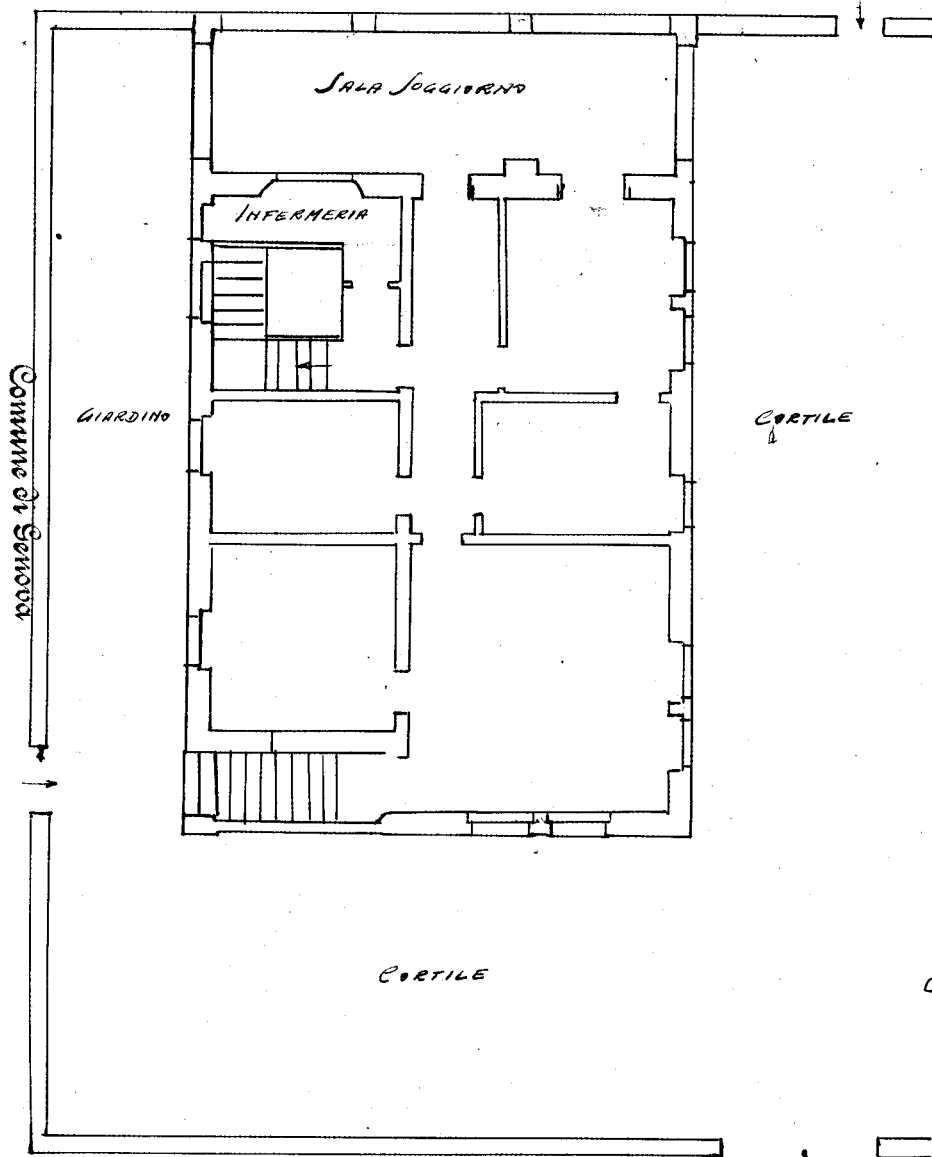 SALA SOGGIORNO
INFERMERIA
GIARDINO
CORTILE
Comune di Genova
CORTILE